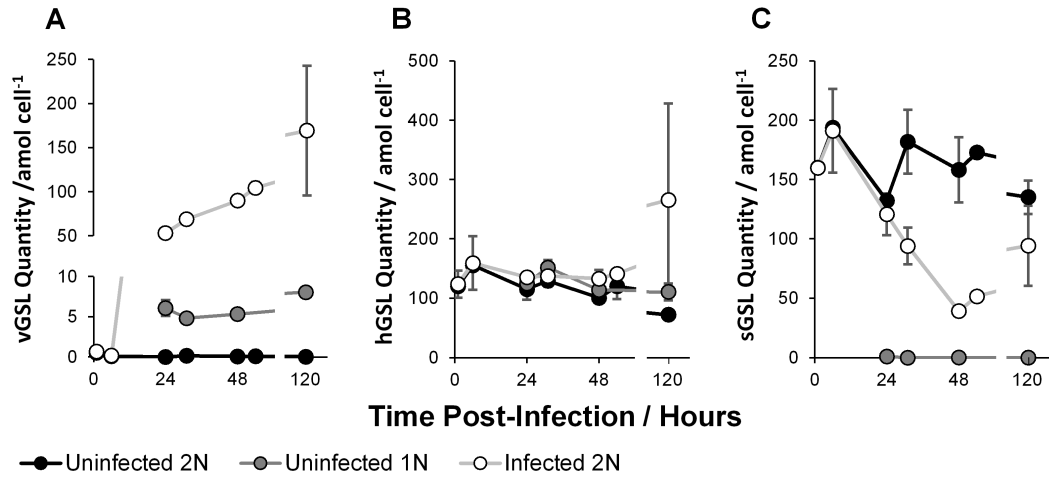 A
B
C
vGSL Quantity /amol cell-1
250
200
150
100
50
10
5
0
0 24 48 120
hGSL Quantity / amol cell-1
500
400
300
200
100
0
0 24 48 120
sGSL Quantity / amol cell-1
250
200
150
100
50
0
0 24 48 120
Time Post-Infection / Hours
Uninfected 2N Uninfected 1N Infected 2N